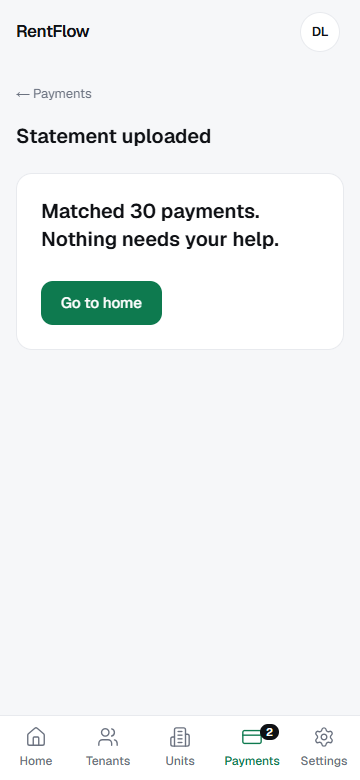 RentFlow
DL
← Payments
Statement uploaded
Matched 30 payments.
Nothing needs your help.
Go to home
2
Home
Tenants
Units
Payments
Settings